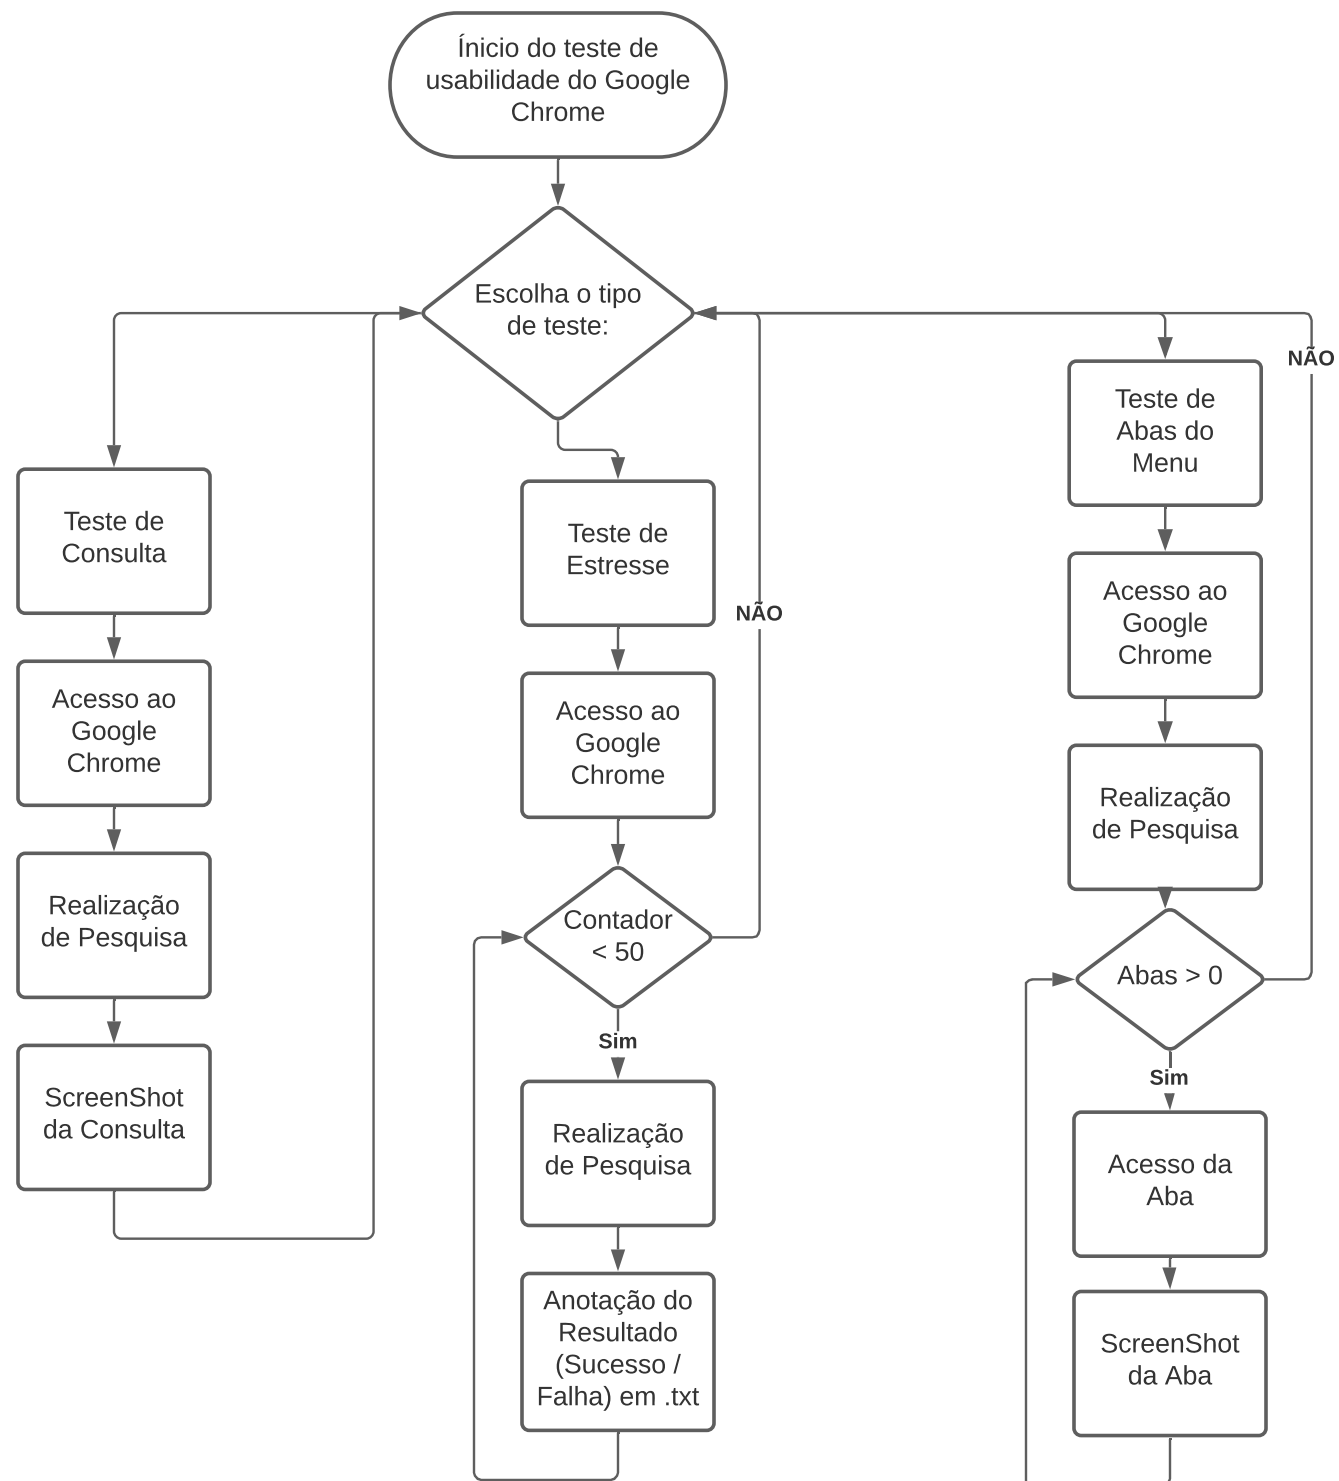 Ínicio do teste de
usabilidade do Google
Chrome
Escolha o tipo
de teste:
Teste de
Consulta
Acesso ao
Google
Chrome
Realização
de Pesquisa
ScreenShot
da Consulta
Teste de
Estresse
Acesso ao
Google
Chrome
Contador
< 50
NÃO
Sim
Realização
de Pesquisa
Anotação do
Resultado
(Sucesso /
Falha) em .txt
Teste de
Abas do
Menu
Acesso ao
Google
Chrome
Realização
de Pesquisa
Abas > 0
NÃO
Sim
Acesso da
Aba
ScreenShot
da Aba